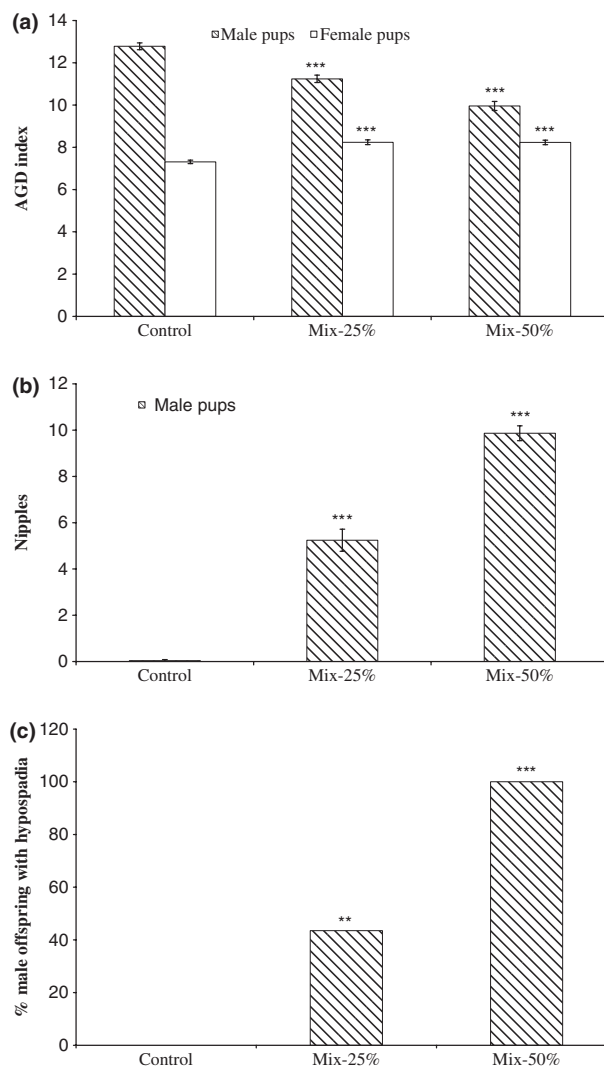 (a)
Male pups Female pups
AGD index
14
12
10
8
6
4
2
0
***
***
***
***
Control Mix-25% Mix-50%
(b)
Male pups
Nipples
12
10
8
6
4
2
0
***
***
Control Mix-25% Mix-50%
(c)
% male offspring with hypospadia
120
100
80
60
40
20
0
**
***
Control Mix-25% Mix-50%